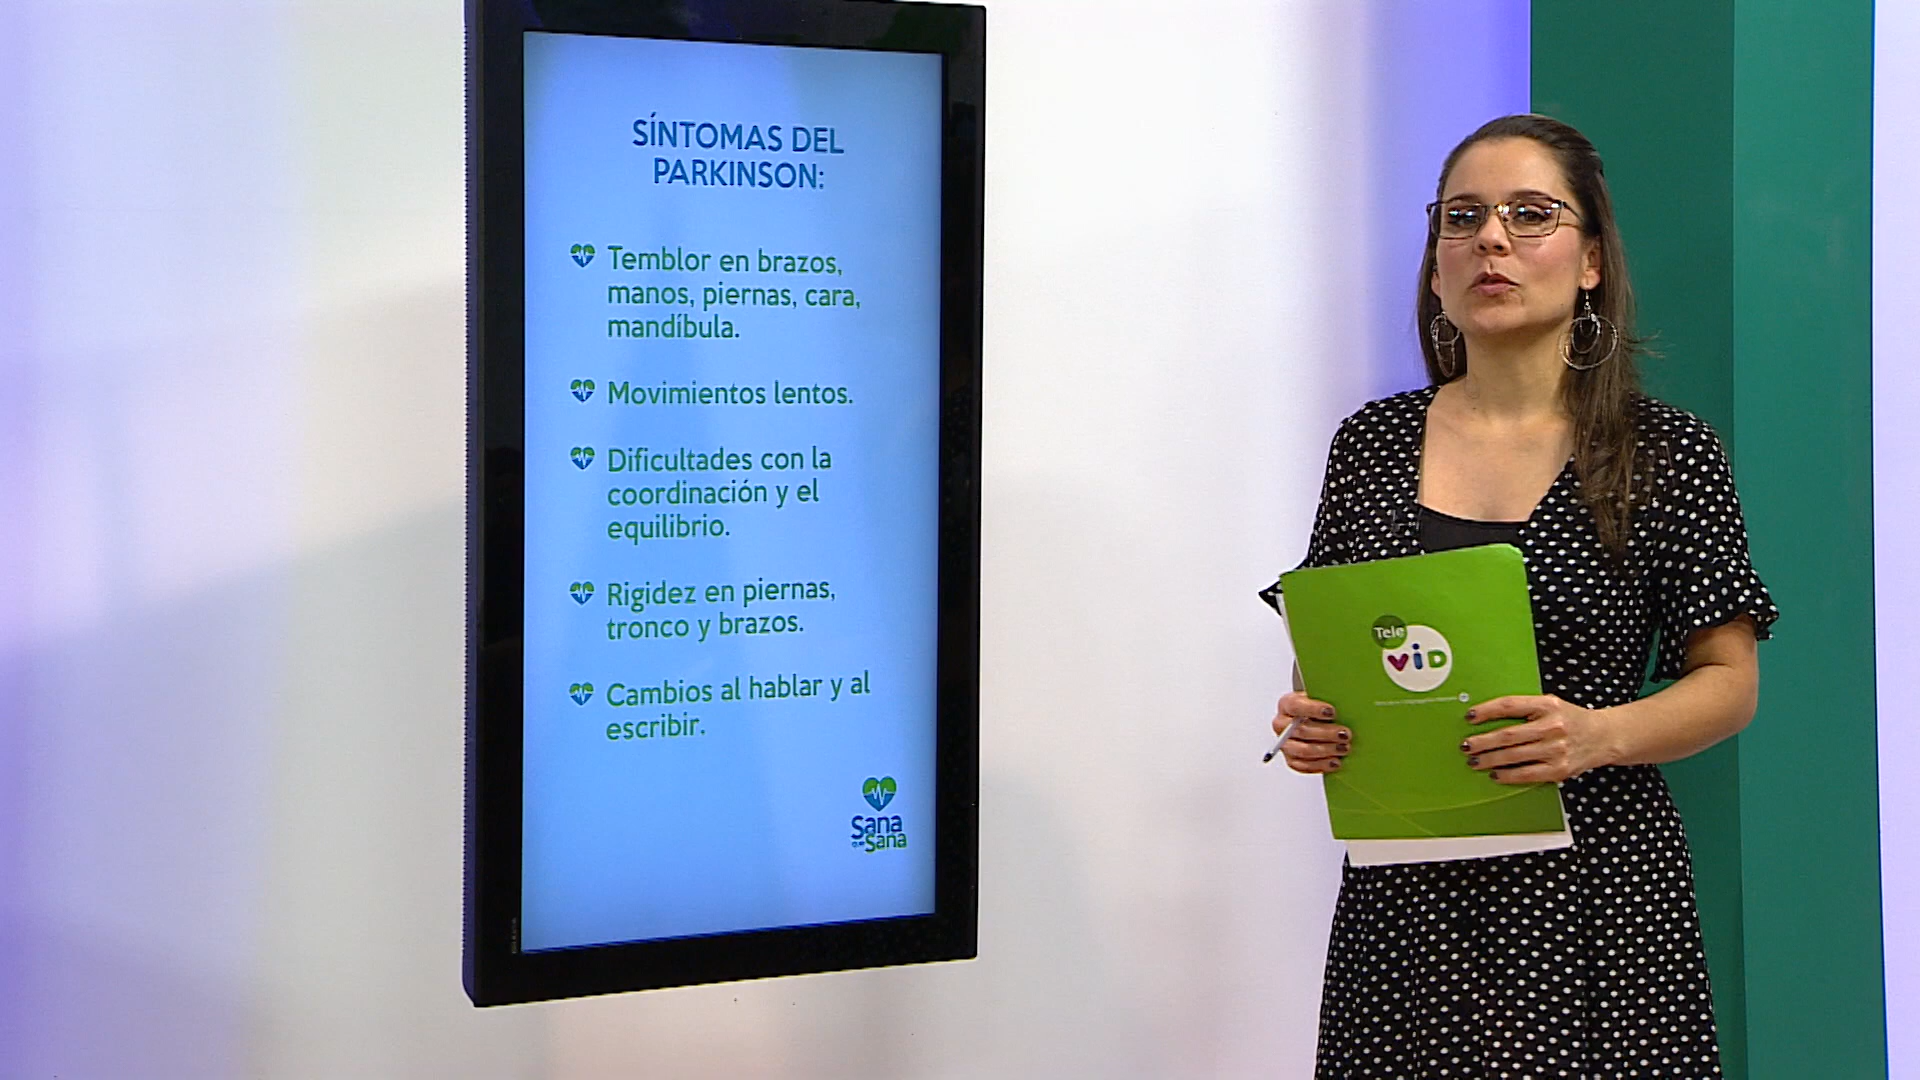 SÍNTOMAS DEL
PARKINSON:
Temblor en brazos,
manos, piernas, cara,
mandíbula.
Movimientos lentos.
Dificultades con la
coordinación y el
equilibrio.
Rigidez en piernas,
tronco y brazos.
Cambios al hablar y al
escribir.
Sana
Sana
Tele
ViD